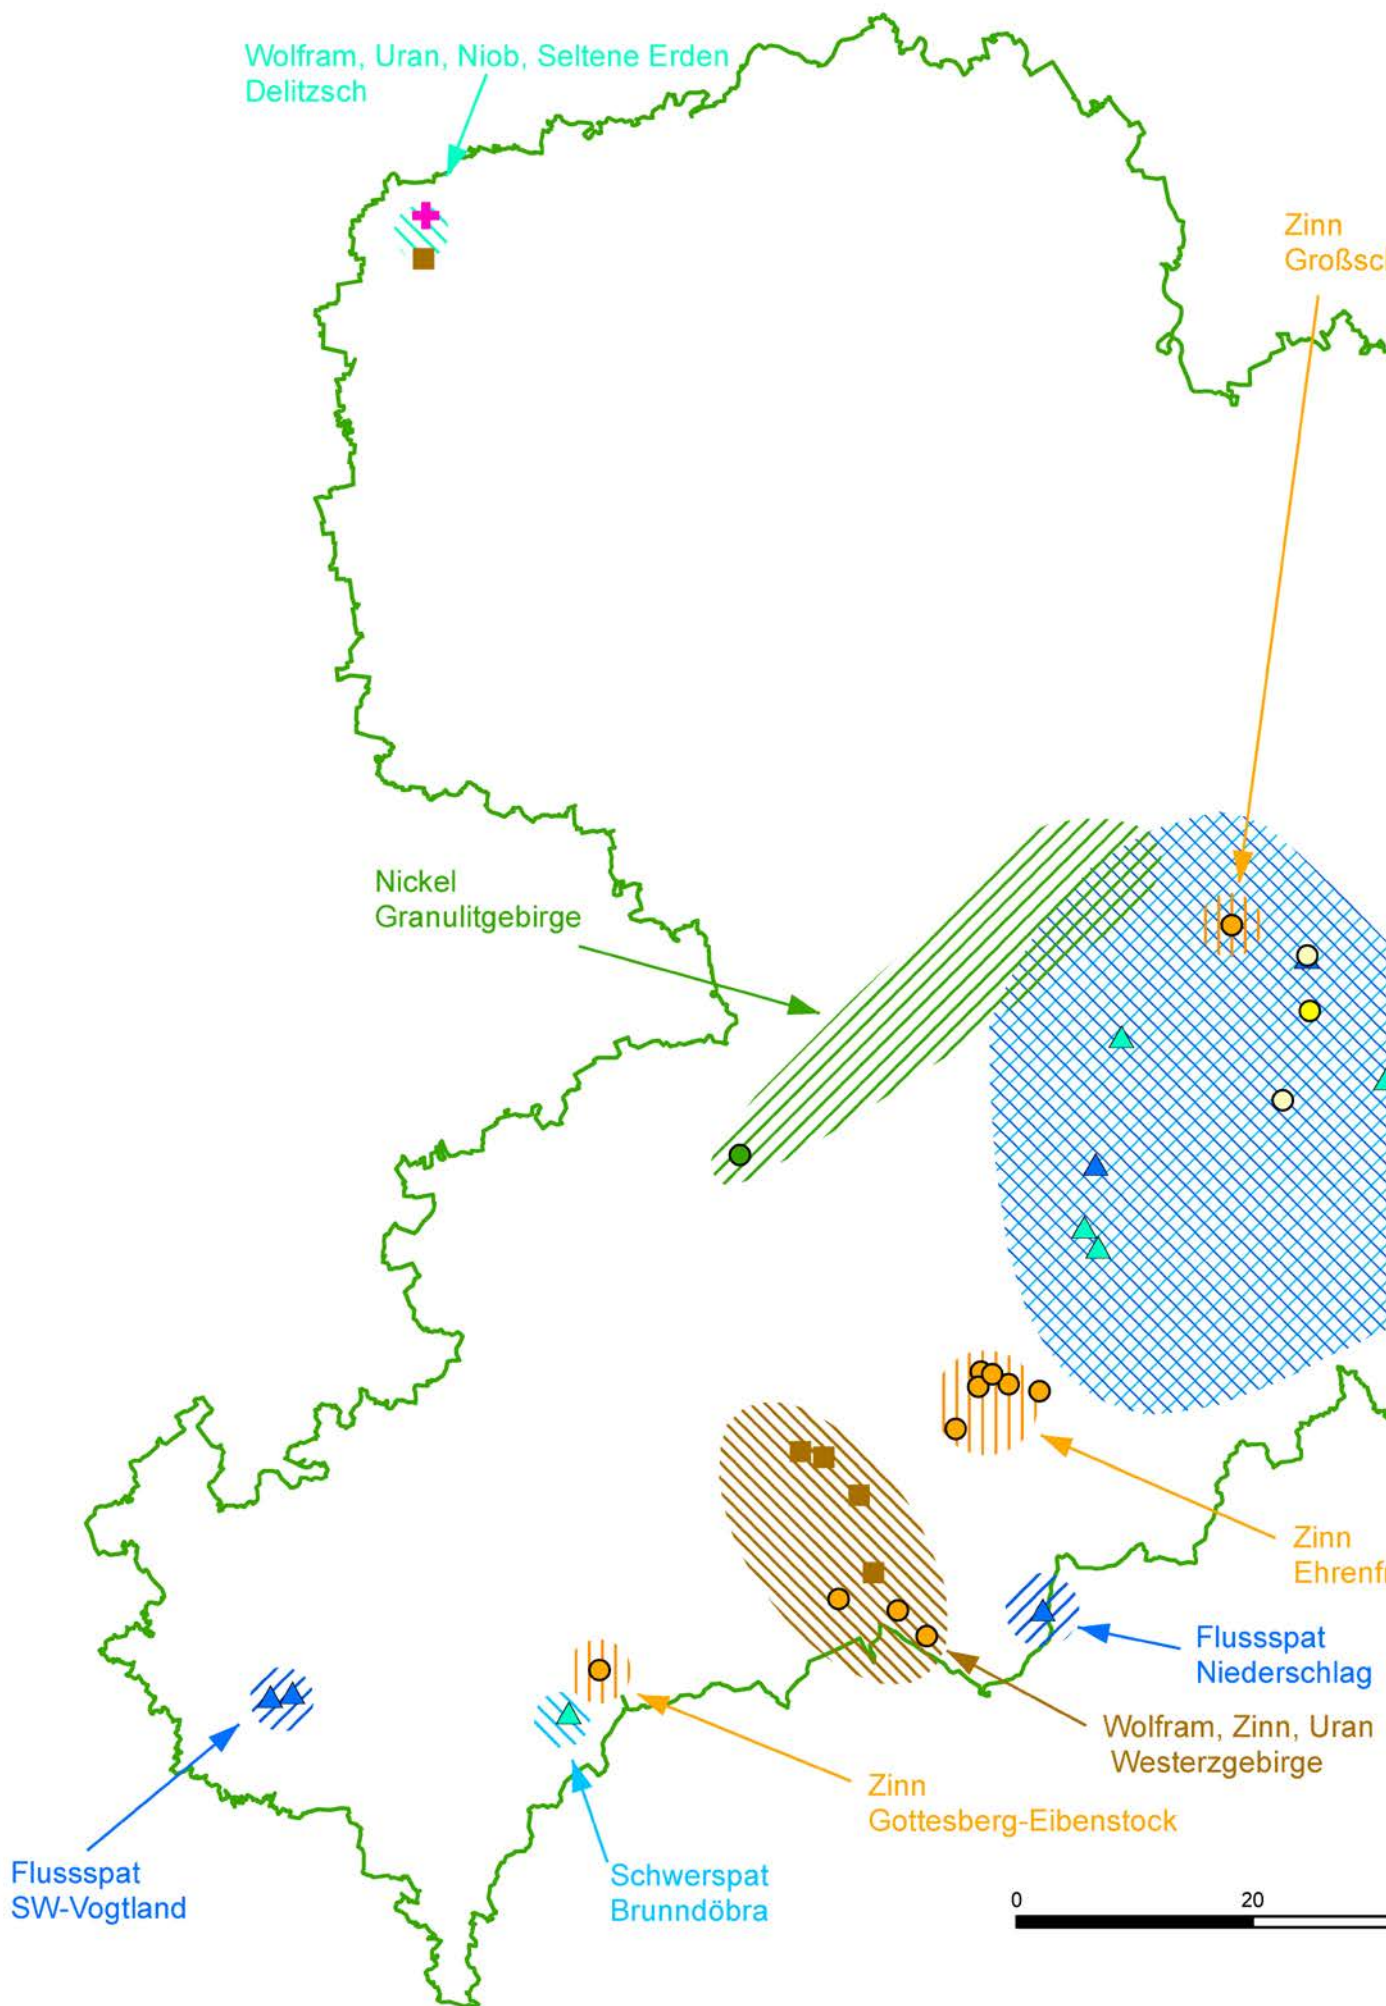 Wolfram, Uran, Niob, Seltene Erden
Delitzsch
Zinn
Nickel
Granulitgebirge
Zinn
Flussspat
Niederschlag
Wolfram, Zinn, Uran
Westerzgebirge
Zinn
Gottesberg-Eibenstock
Flussspat
SW-Vogtland
Schwerspat
Brunndöbra
0 20